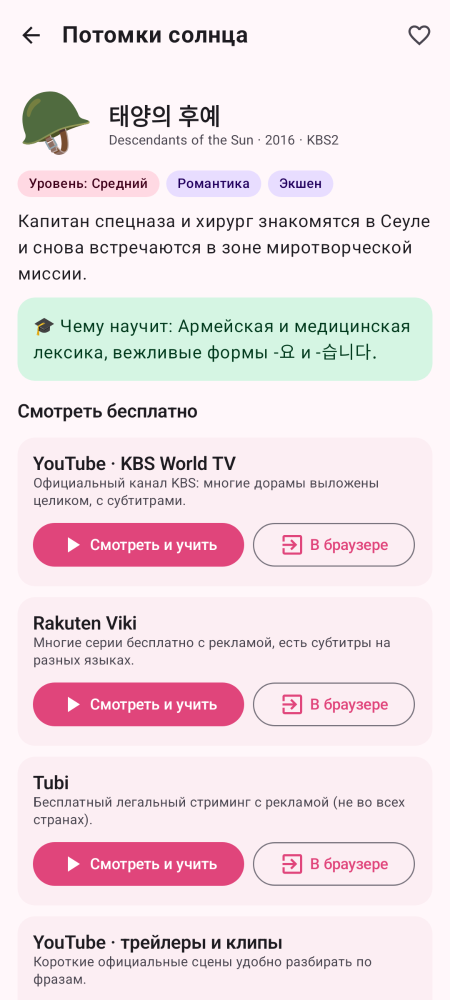 Потомки солнца
태양의 후예
Descendants of the Sun · 2016 · KBS2
Уровень: Средний
Романтика
Экшен
Капитан спецназа и хирург знакомятся в Сеуле
и снова встречаются в зоне миротворческой
миссии.
🎓 Чему научит: Армейская и медицинская
лексика, вежливые формы -요 и -습니다.
Смотреть бесплатно
YouTube · KBS World TV
Официальный канал KBS: многие дорамы выложены
целиком, с субтитрами.
Смотреть и учить
В браузере
Rakuten Viki
Многие серии бесплатно с рекламой, есть субтитры на
разных языках.
Смотреть и учить
В браузере
Tubi
Бесплатный легальный стриминг с рекламой (не во всех
странах).
Смотреть и учить
В браузере
YouTube · трейлеры и клипы
Короткие официальные сцены удобно разбирать по
фразам.